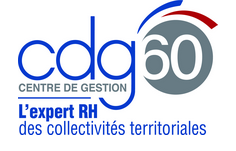 cdg60
CENTRE DE GESTION
L'expert RH
des collectivités territoriales